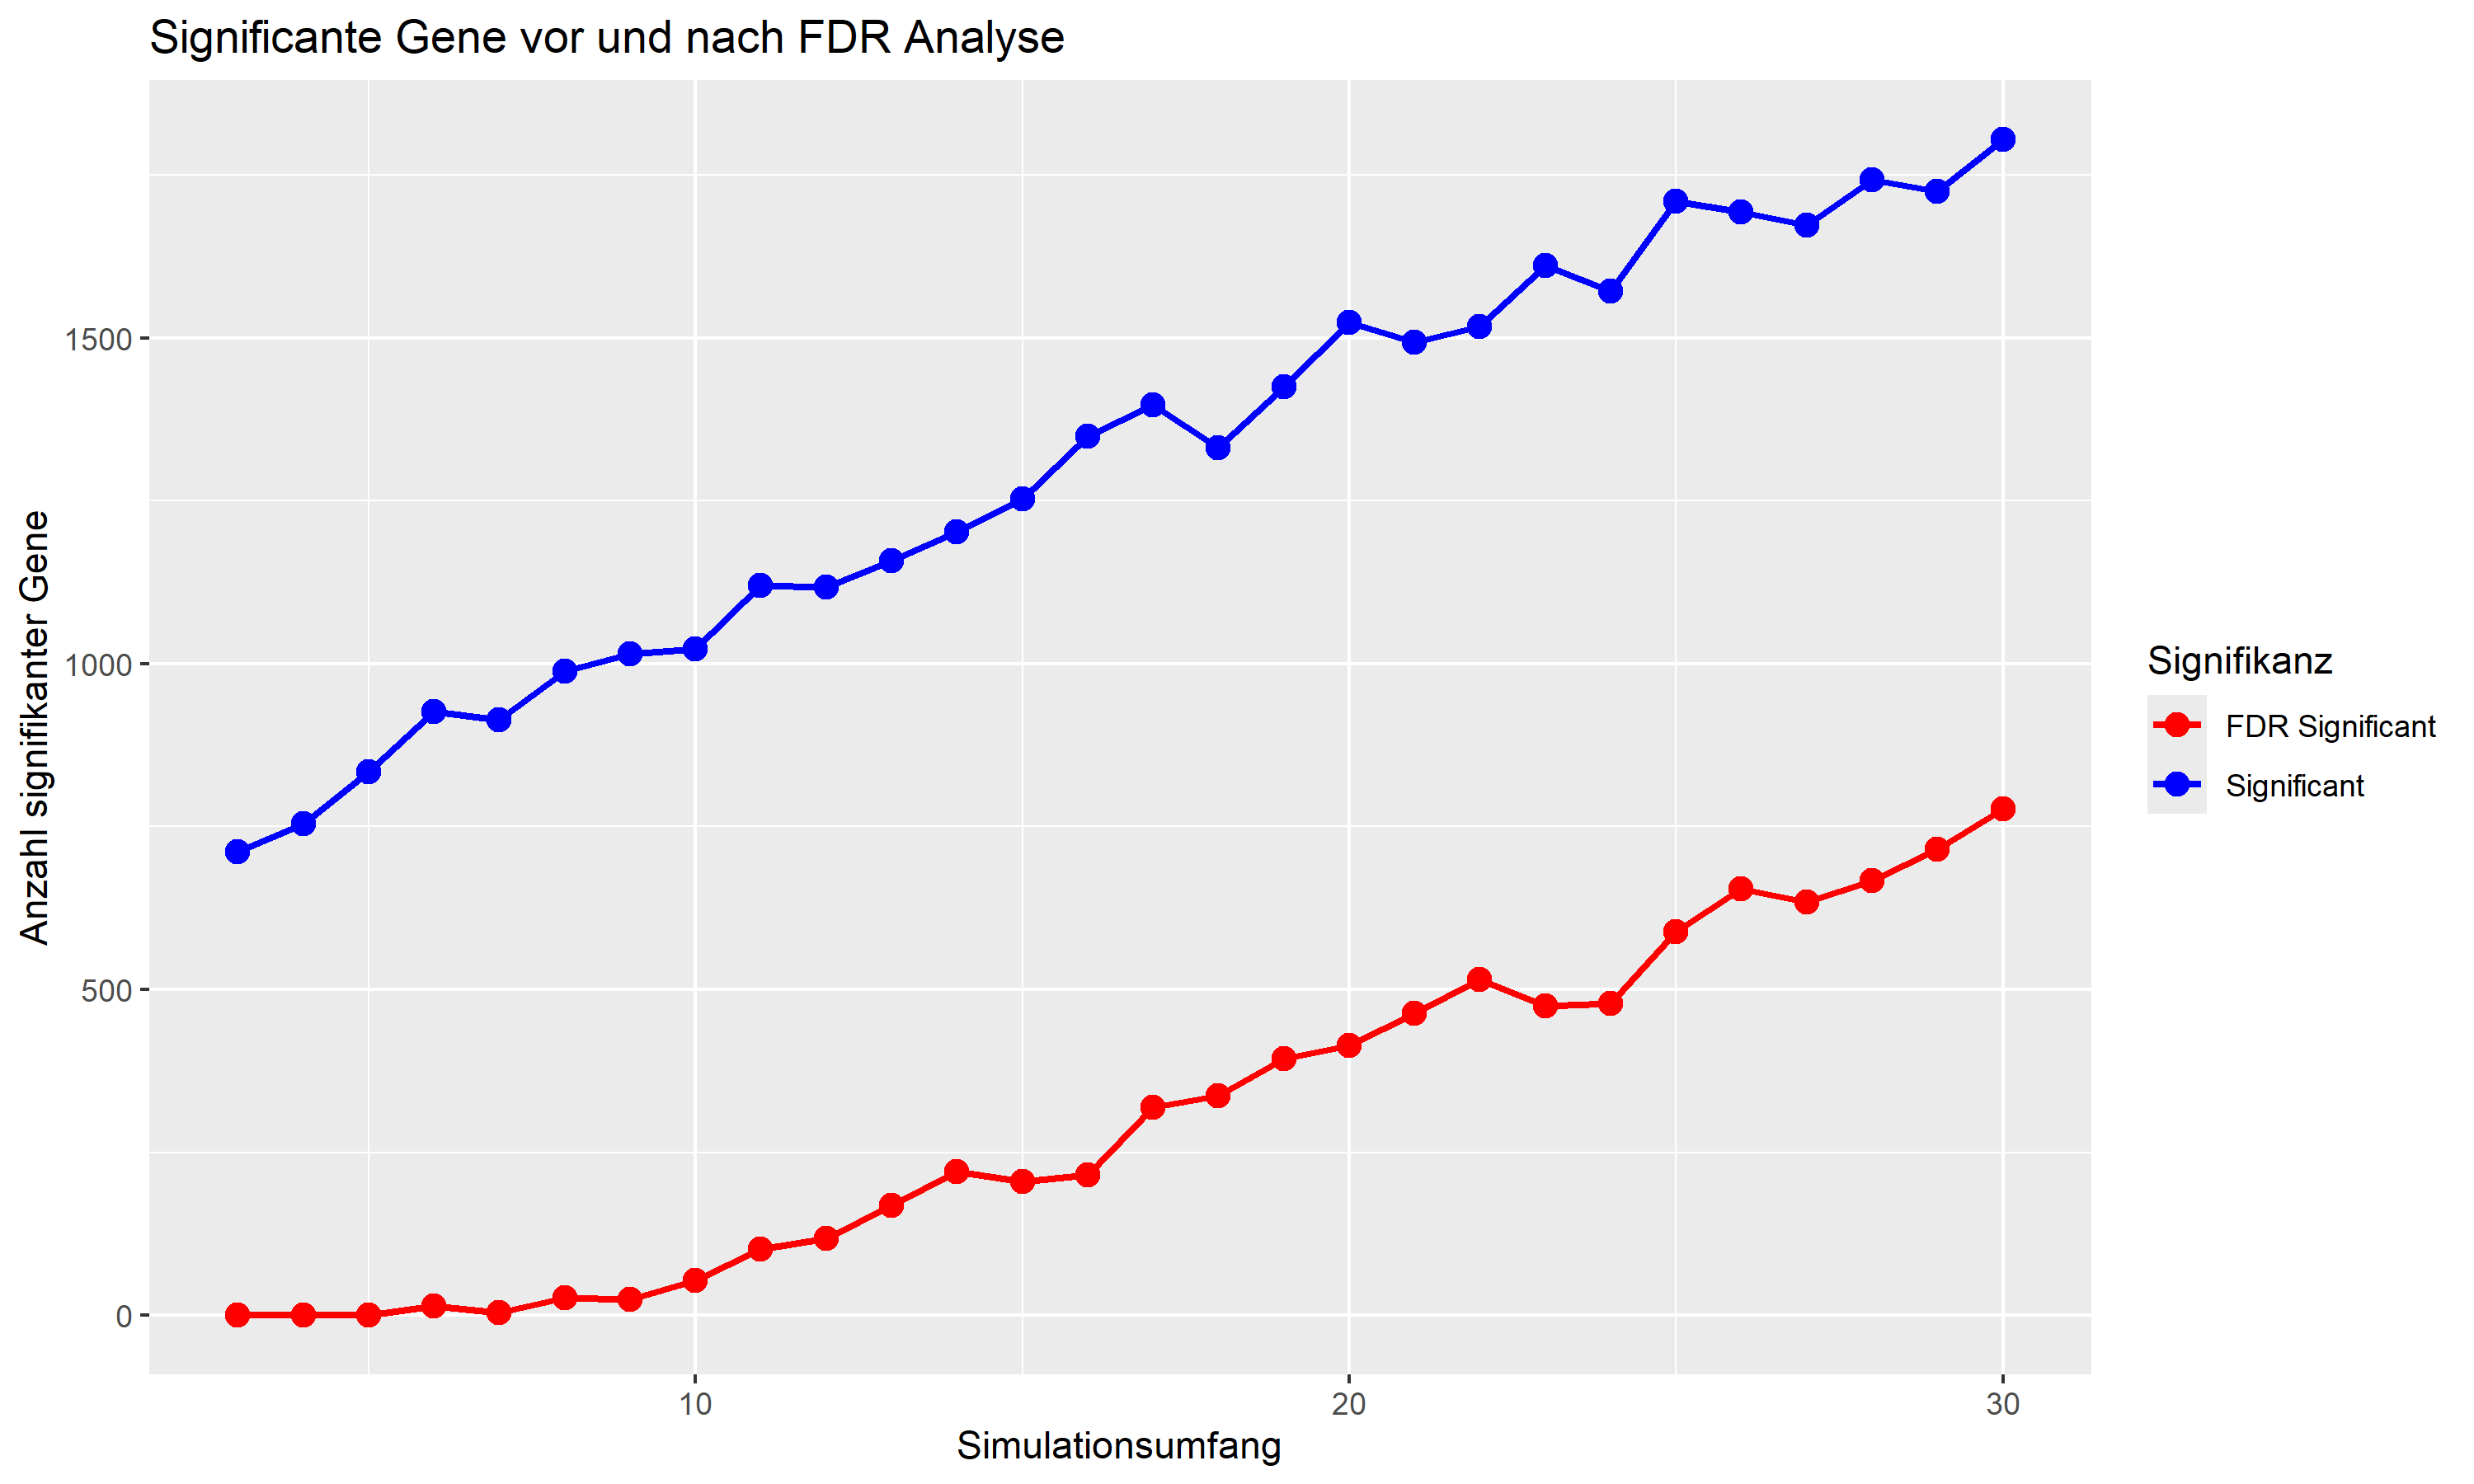 Significante Gene vor und nach FDR Analyse
Anzahl signifikanter Gene
1500
1000
500
0
10
20
30
Simulationsumfang
Signifikanz
FDR Significant
Significant